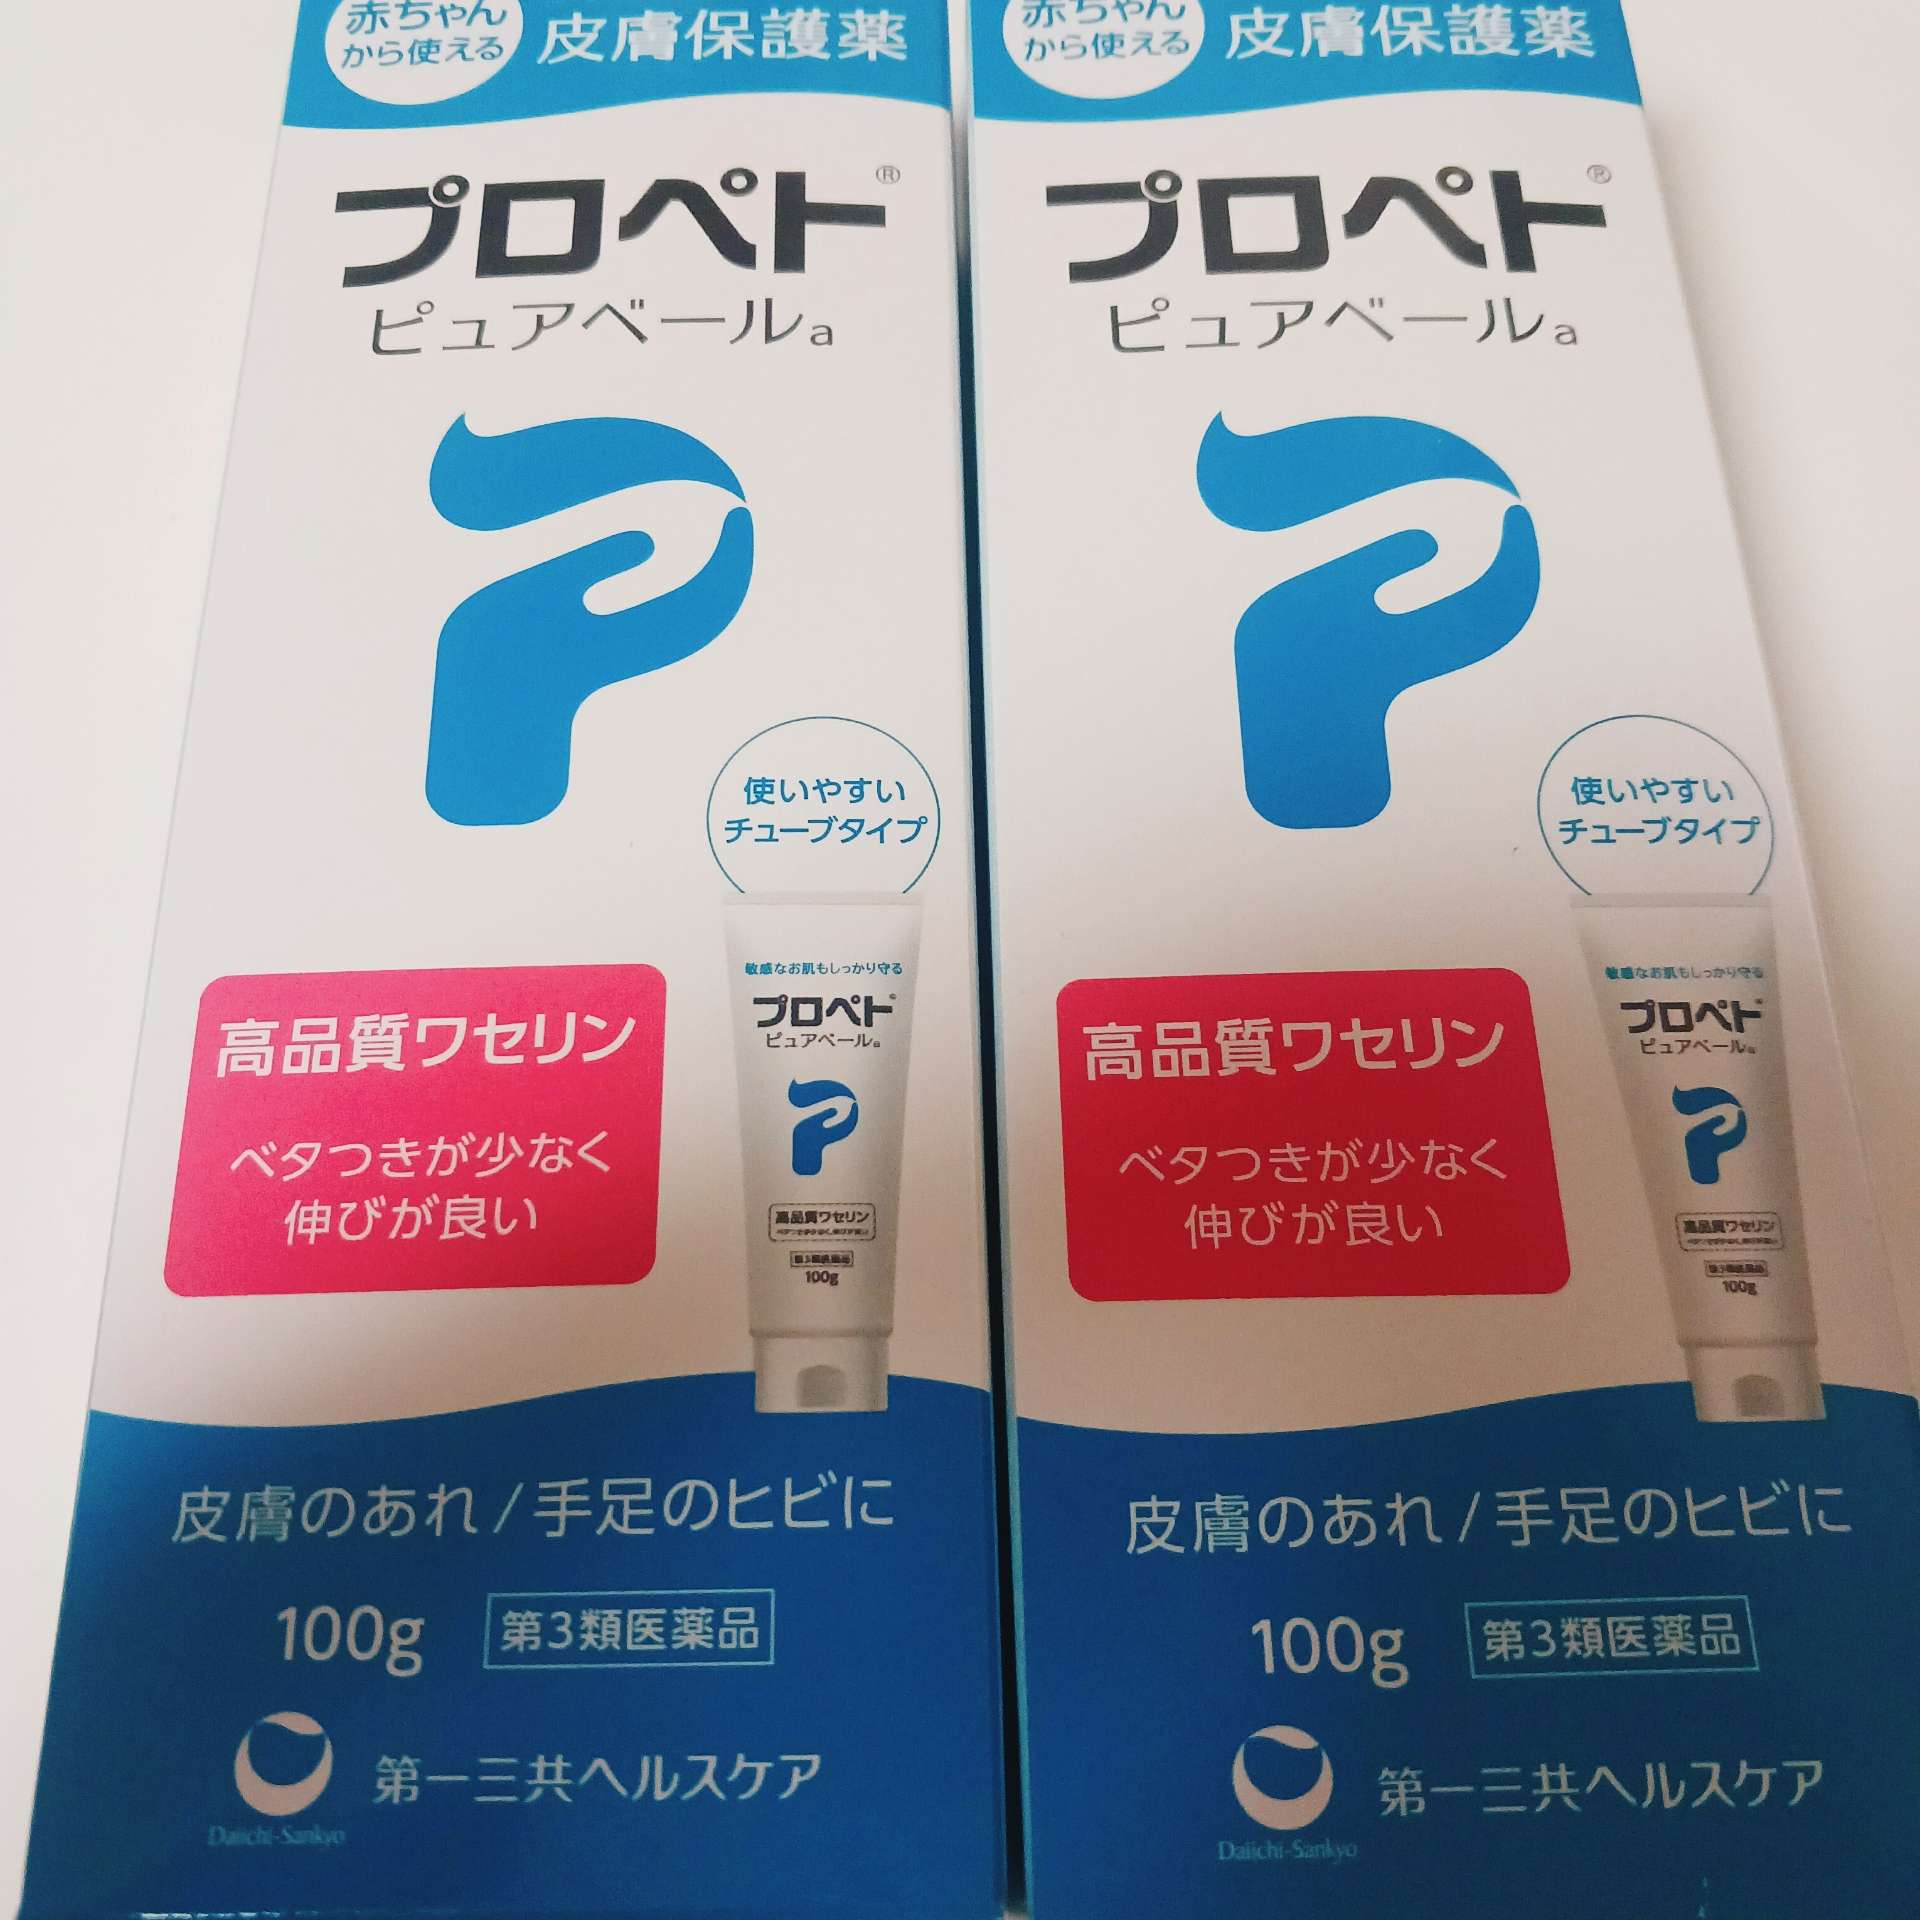 赤ちゃん
から使える
皮膚保護薬
プロペト®
ピュアベールa
使いやすい
チューブタイプ
敏感なお肌もしっかり守る
プロペト
ピュアベールa
高品質ワセリン
第3類医薬品
100g
高品質ワセリン
ベタつきが少なく
伸びが良い
皮膚のあれ/手足のヒビに
100g 第3類医薬品
第一三共ヘルスケア
Daiichi-Sankyo
赤ちゃん
から使える
皮膚保護薬
プロペト®
ピュアベールa
使いやすい
チューブタイプ
敏感なお肌もしっかり守る
プロペト
ピュアベールa
高品質ワセリン
第3類医薬品
100g
高品質ワセリン
ベタつきが少なく
伸びが良い
皮膚のあれ/手足のヒビに
100g 第3類医薬品
第一三共ヘルスケア
Daiichi-Sankyo